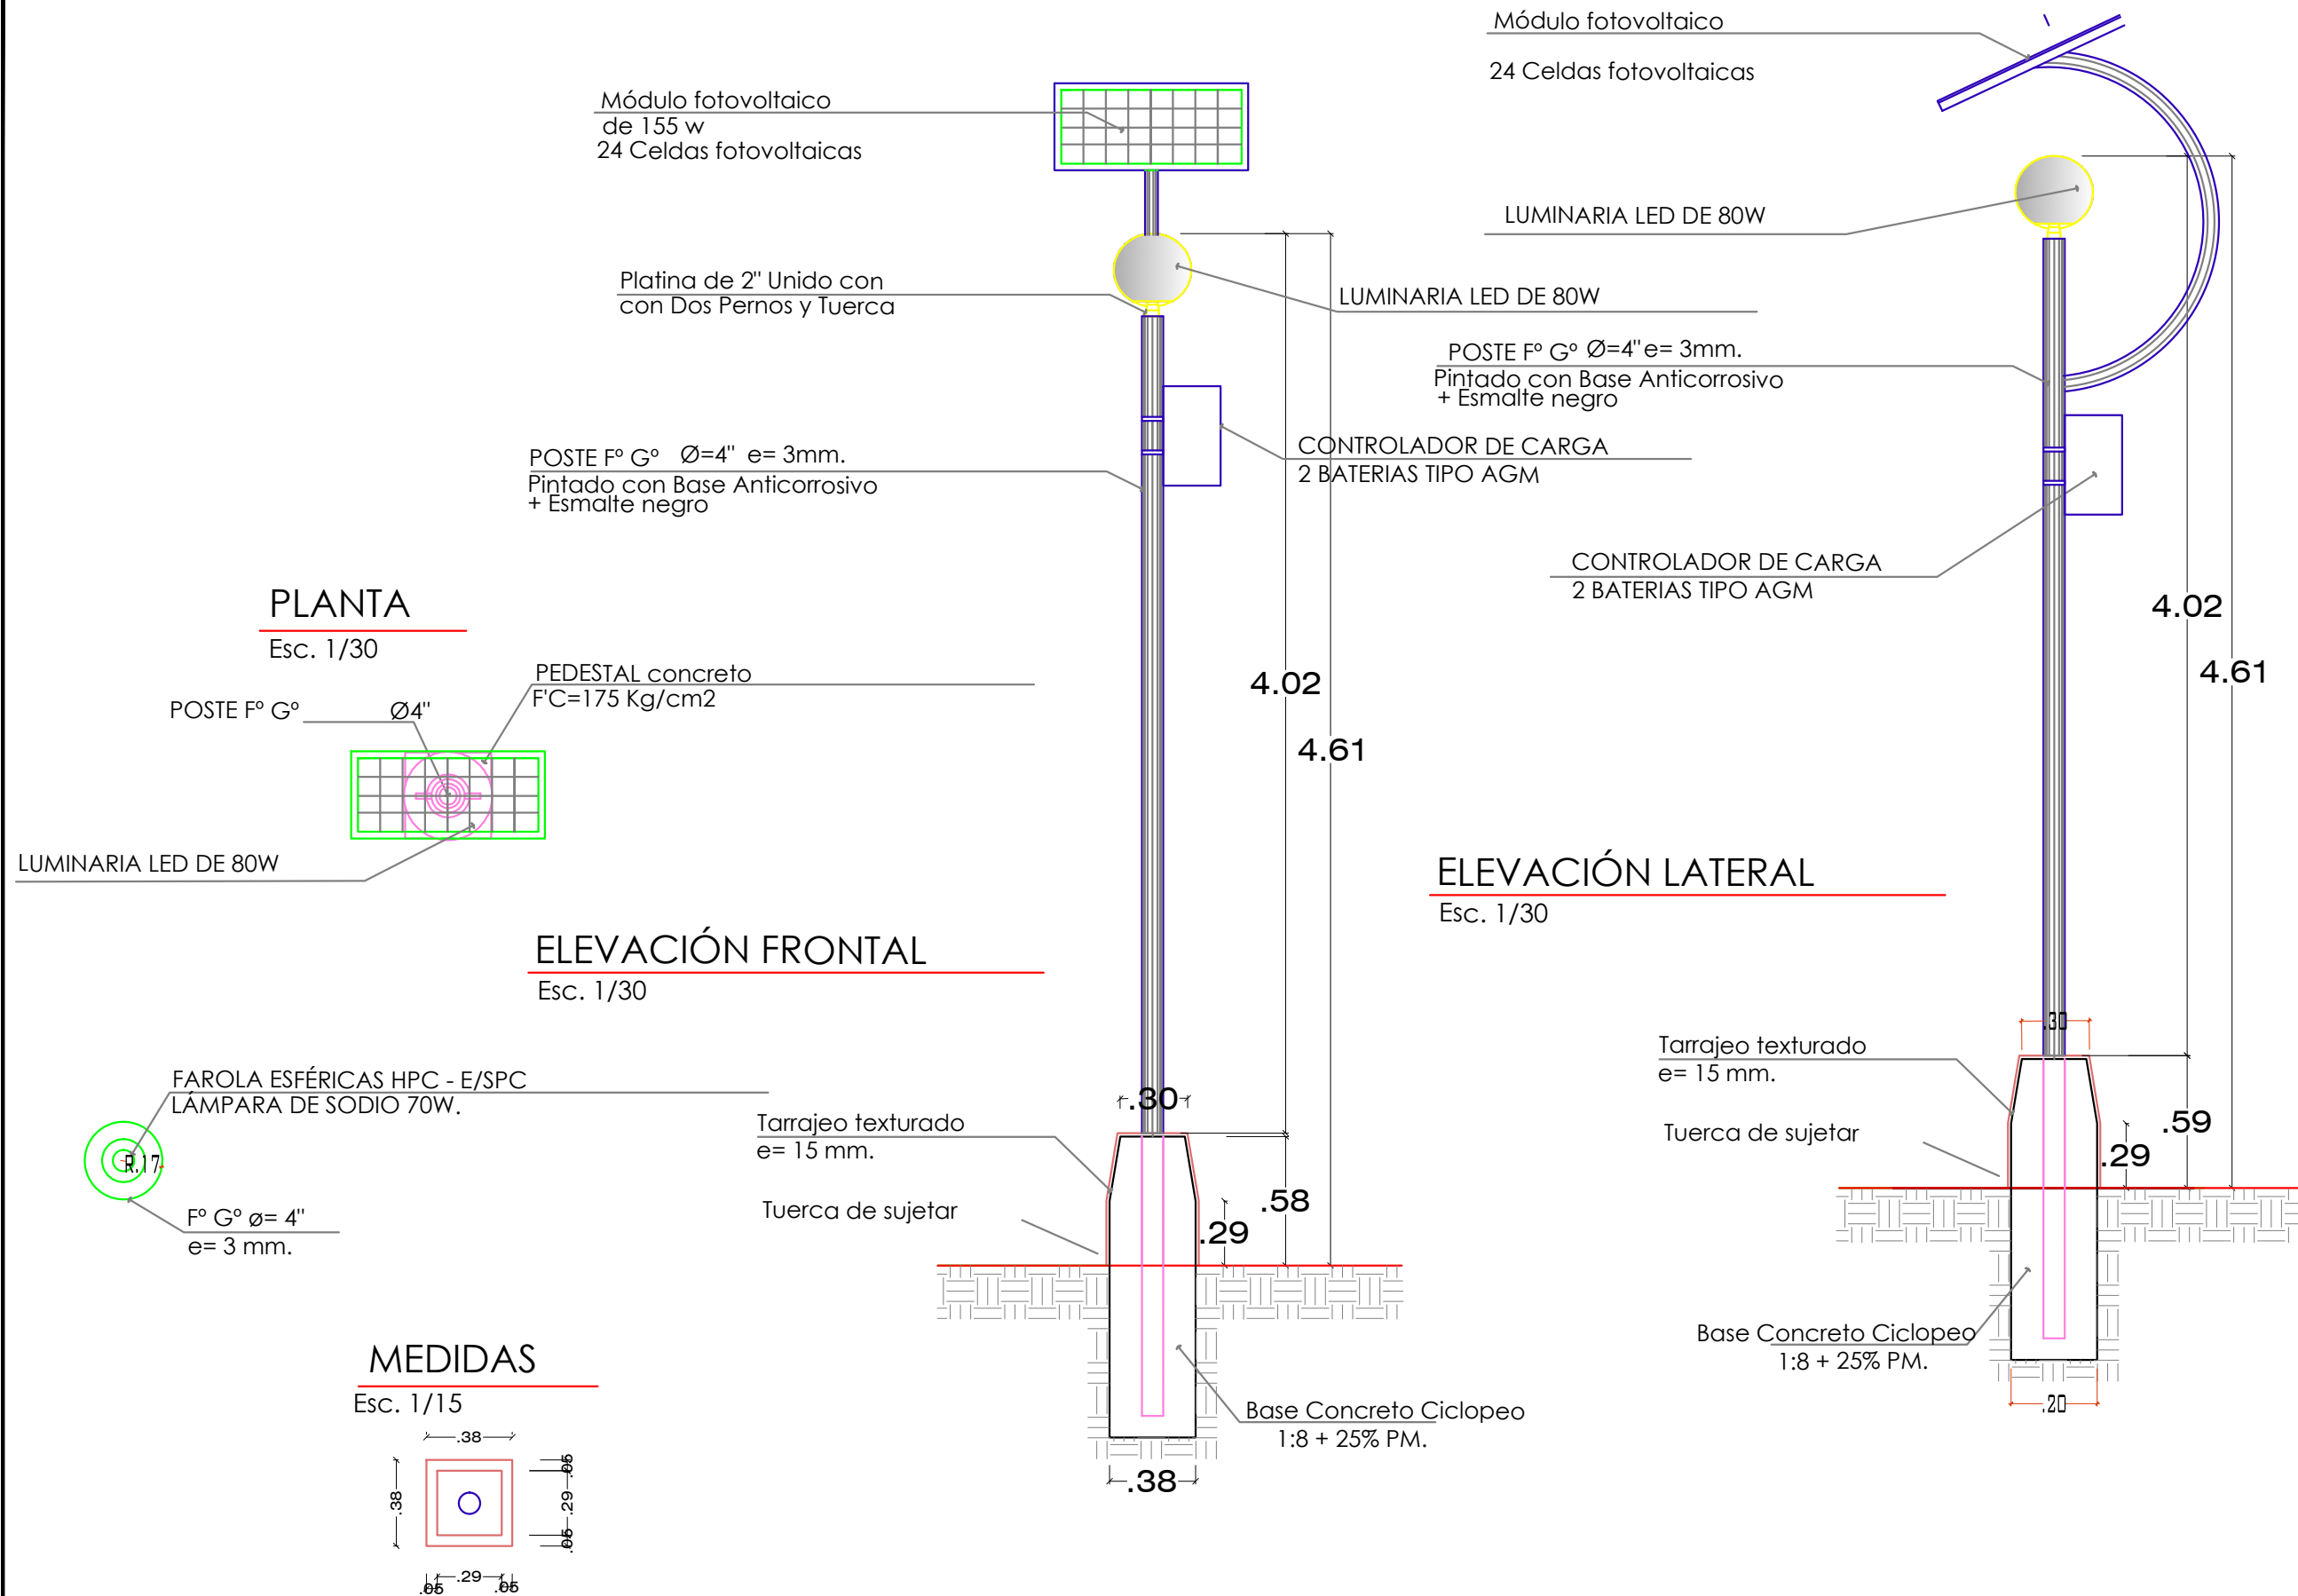 Módulo fotovoltaico
24 Celdas fotovoltaicas
Módulo fotovoltaico
de 155 w
24 Celdas fotovoltaicas
LUMINARIA LED DE 80W
Platina de 2" Unido con
con Dos Pernos y Tuerca
LUMINARIA LED DE 80W
POSTE Fº Gº Ø=4" e= 3mm.
Pintado con Base Anticorrosivo
+ Esmalte negro
POSTE Fº Gº Ø=4" e= 3mm.
Pintado con Base Anticorrosivo
+ Esmalte negro
CONTROLADOR DE CARGA
2 BATERIAS TIPO AGM
CONTROLADOR DE CARGA
2 BATERIAS TIPO AGM
4.02
4.61
4.02
4.61
PLANTA
Esc. 1/30
PEDESTAL concreto
F'C=175 Kg/cm2
POSTE Fº Gº Ø4"
LUMINARIA LED DE 80W
ELEVACIÓN LATERAL
Esc. 1/30
ELEVACIÓN FRONTAL
Esc. 1/30
FAROLA ESFÉRICAS HPC - E/SPC
LÁMPARA DE SODIO 70W.
R.17
Fº Gº ø= 4"
e= 3 mm.
.30
Tarrajeo texturado
e= 15 mm.
Tuerca de sujetar
.58
.29
.30
Tarrajeo texturado
e= 15 mm.
Tuerca de sujetar
.59
.29
Base Concreto Ciclopeo
1:8 + 25% PM.
.20
Base Concreto Ciclopeo
1:8 + 25% PM.
.38
MEDIDAS
Esc. 1/15
.38
.38
.05
.29
.05
.05
.29
.05